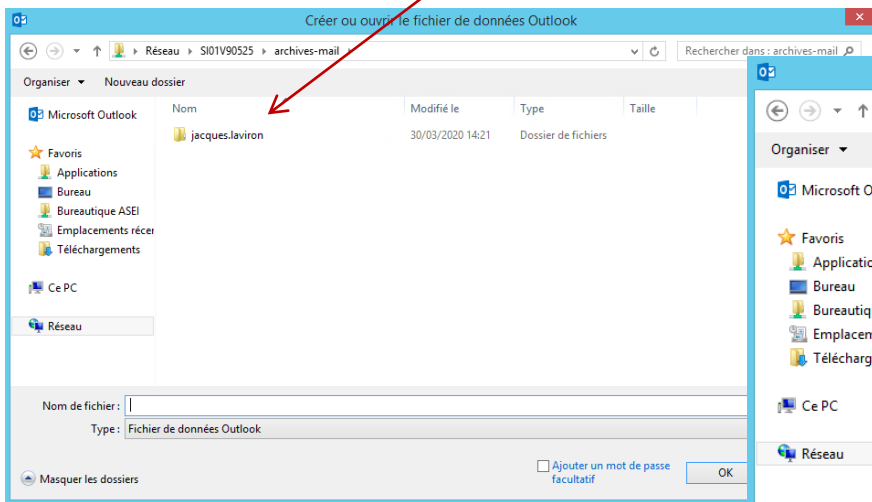 Créer ou ouvrir le fichier de données Outlook
Réseau SI01V90525 archives-mail
Rechercher dans : archives-mail
Organiser Nouveau dossier
Microsoft Outlook
Favoris
Applications
Bureau
Bureautique ASEI
Emplacements récer
Téléchargements
Ce PC
Réseau
Nom Modifié le Type Taille
jacques.laviron 30/03/2020 14:21 Dossier de fichiers
Nom de fichier :
Type : Fichier de données Outlook
Masquer les dossiers
Ajouter un mot de passe
facultatif
OK
Organiser
Microsoft O
Favoris
Applicatio
Bureau
Bureautiq
Emplacem
Télécharg
Ce PC
Réseau